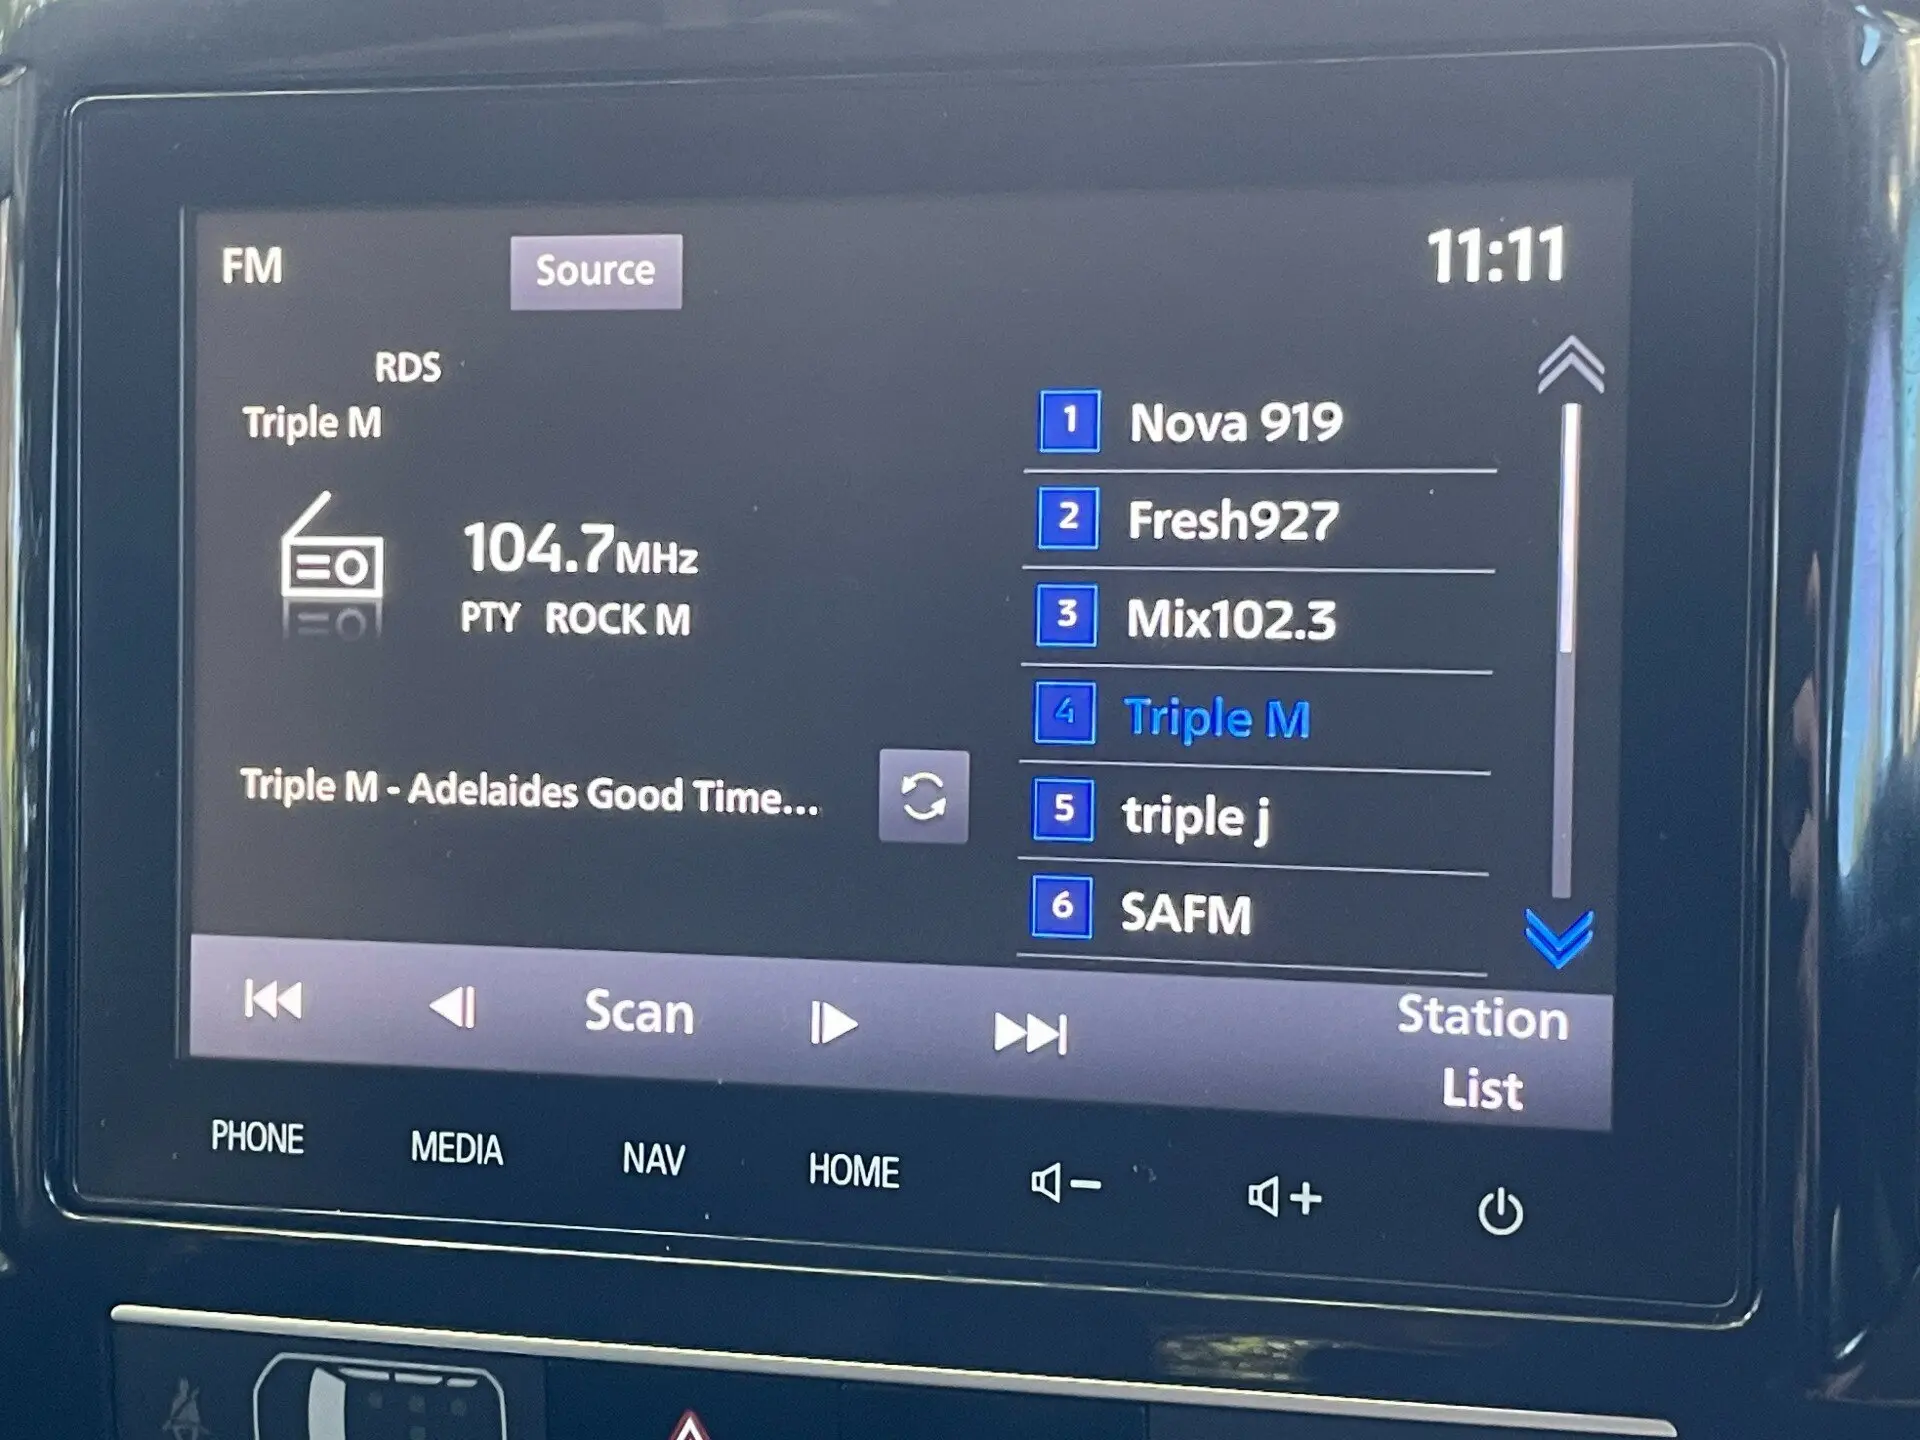 FM
Source
11:11
RDS
Triple M
104.7MHz
PTY ROCK M
Triple M - Adelaides Good Time...
1 Nova 919
2 Fresh927
3 Mix102.3
4 Triple M
5 triple j
6 SAFM
Scan
Station
List
PHONE
MEDIA
NAV
HOME